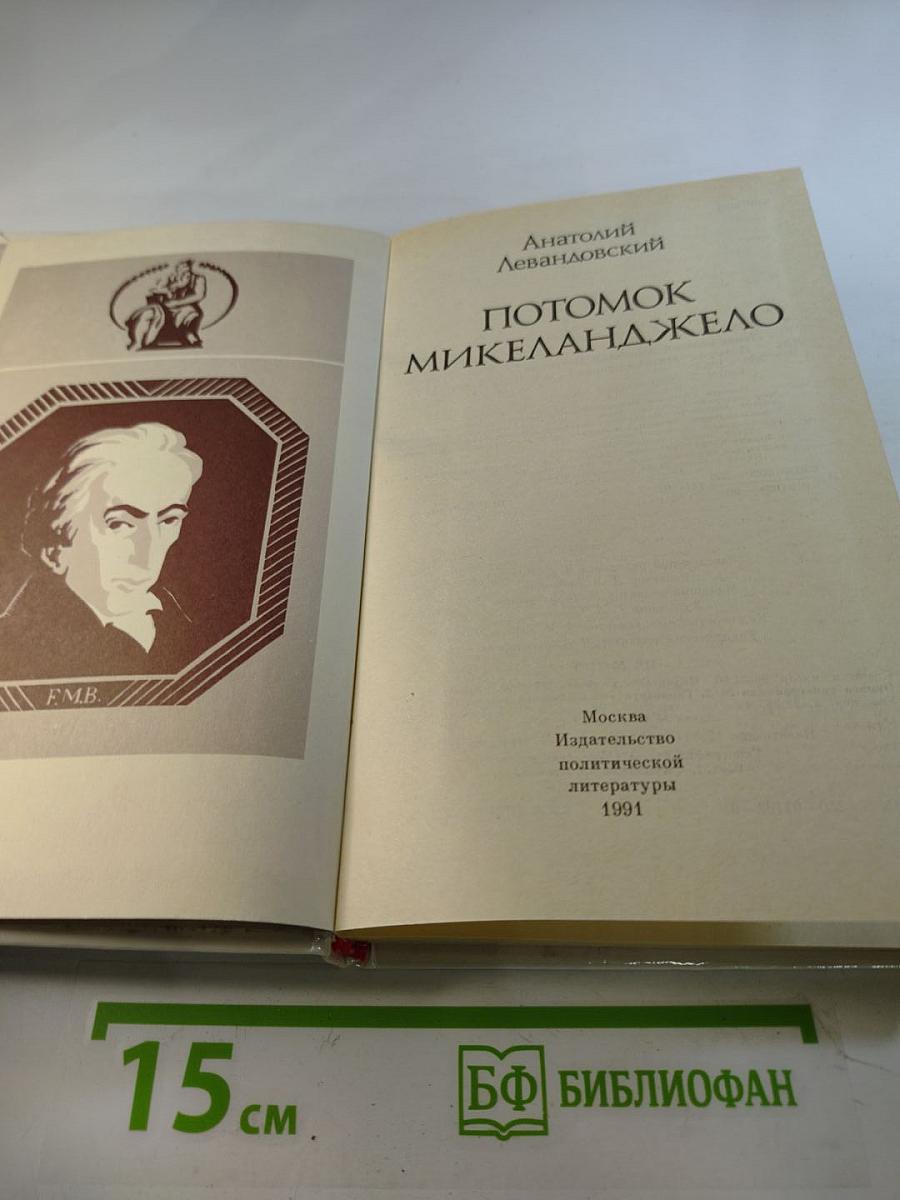 Анатолий
Левандовский
ПОТОМОК
МИКЕЛАНДЖЕЛО
F.M.B.
Москва
Издательство
политической
литературы
1991
15 см
БФ БИБЛИОФАН